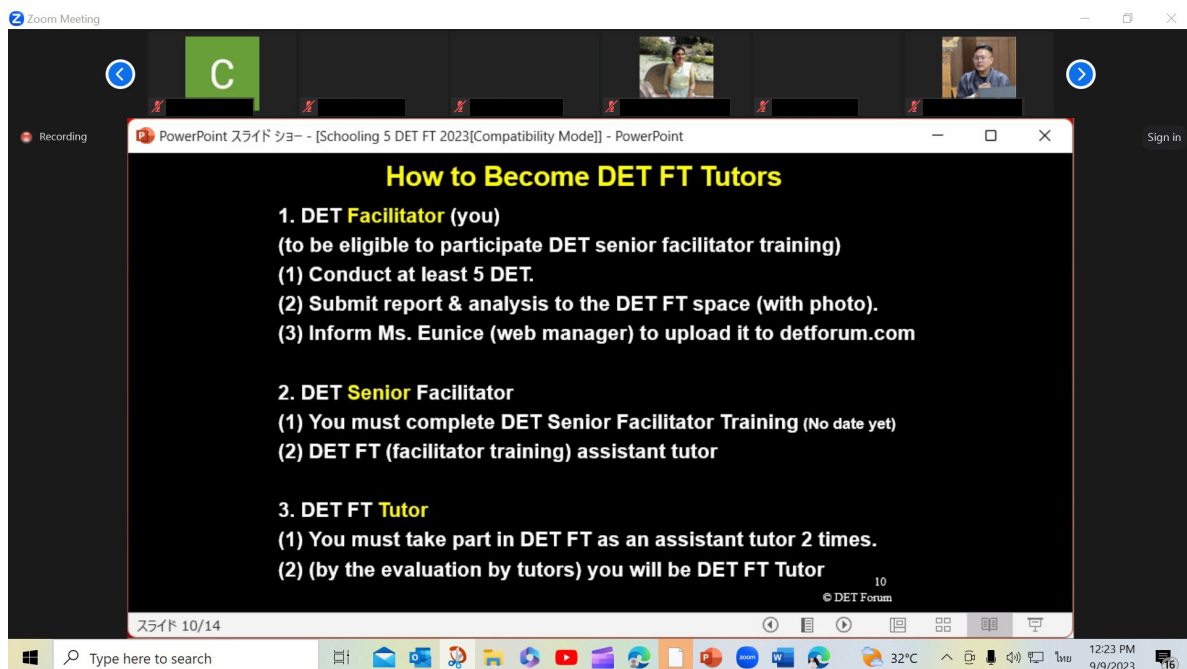 Zoom Meeting
C
Recording
PowerPoint スライド ショー - [Schooling 5 DET FT 2023[Compatibility Mode]] - PowerPoint
Sign in
How to Become DET FT Tutors
1. DET Facilitator (you)
(to be eligible to participate DET senior facilitator training)
(1) Conduct at least 5 DET.
(2) Submit report & analysis to the DET FT space (with photo).
(3) Inform Ms. Eunice (web manager) to upload it to detforum.com
2. DET Senior Facilitator
(1) You must complete DET Senior Facilitator Training (No date yet)
(2) DET FT (facilitator training) assistant tutor
3. DET FT Tutor
(1) You must take part in DET FT as an assistant tutor 2 times.
(2) (by the evaluation by tutors) you will be DET FT Tutor
10
© DET Forum
スライド 10/14
Type here to search
zoom
32°C
ไทย
12:23 PM
16